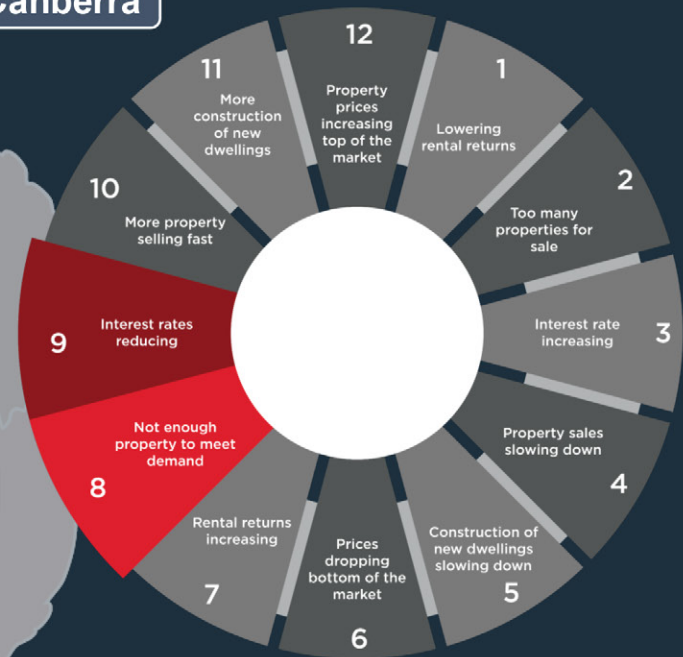 Canberra
12
Property
prices
increasing
top of the
market
1
Lowering
rental returns
2
Too many
properties for
sale
3
Interest rate
increasing
4
Property sales
slowing down
5
Construction of
new dwellings
slowing down
6
Prices
dropping
bottom of the
market
7
Rental returns
increasing
8
Not enough
property to meet
demand
9
Interest rates
reducing
10
More property
selling fast
11
More
construction
of new
dwellings